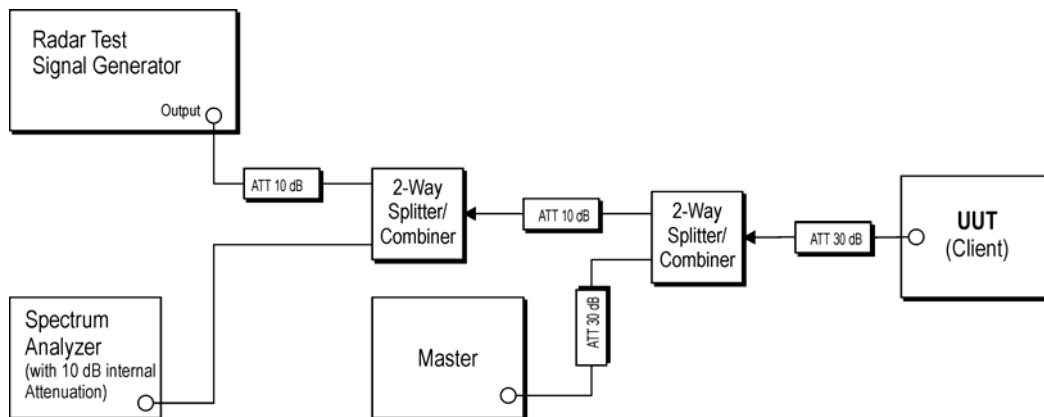 Radar Test
Signal Generator
Output
ATT 10 dB
2-Way
Splitter/
Combiner
ATT 10 dB
2-Way
Splitter/
Combiner
ATT 30 dB
UUT
(Client)
Spectrum
Analyzer
(with 10 dB internal
Attenuation)
Master
ATT 30 dB